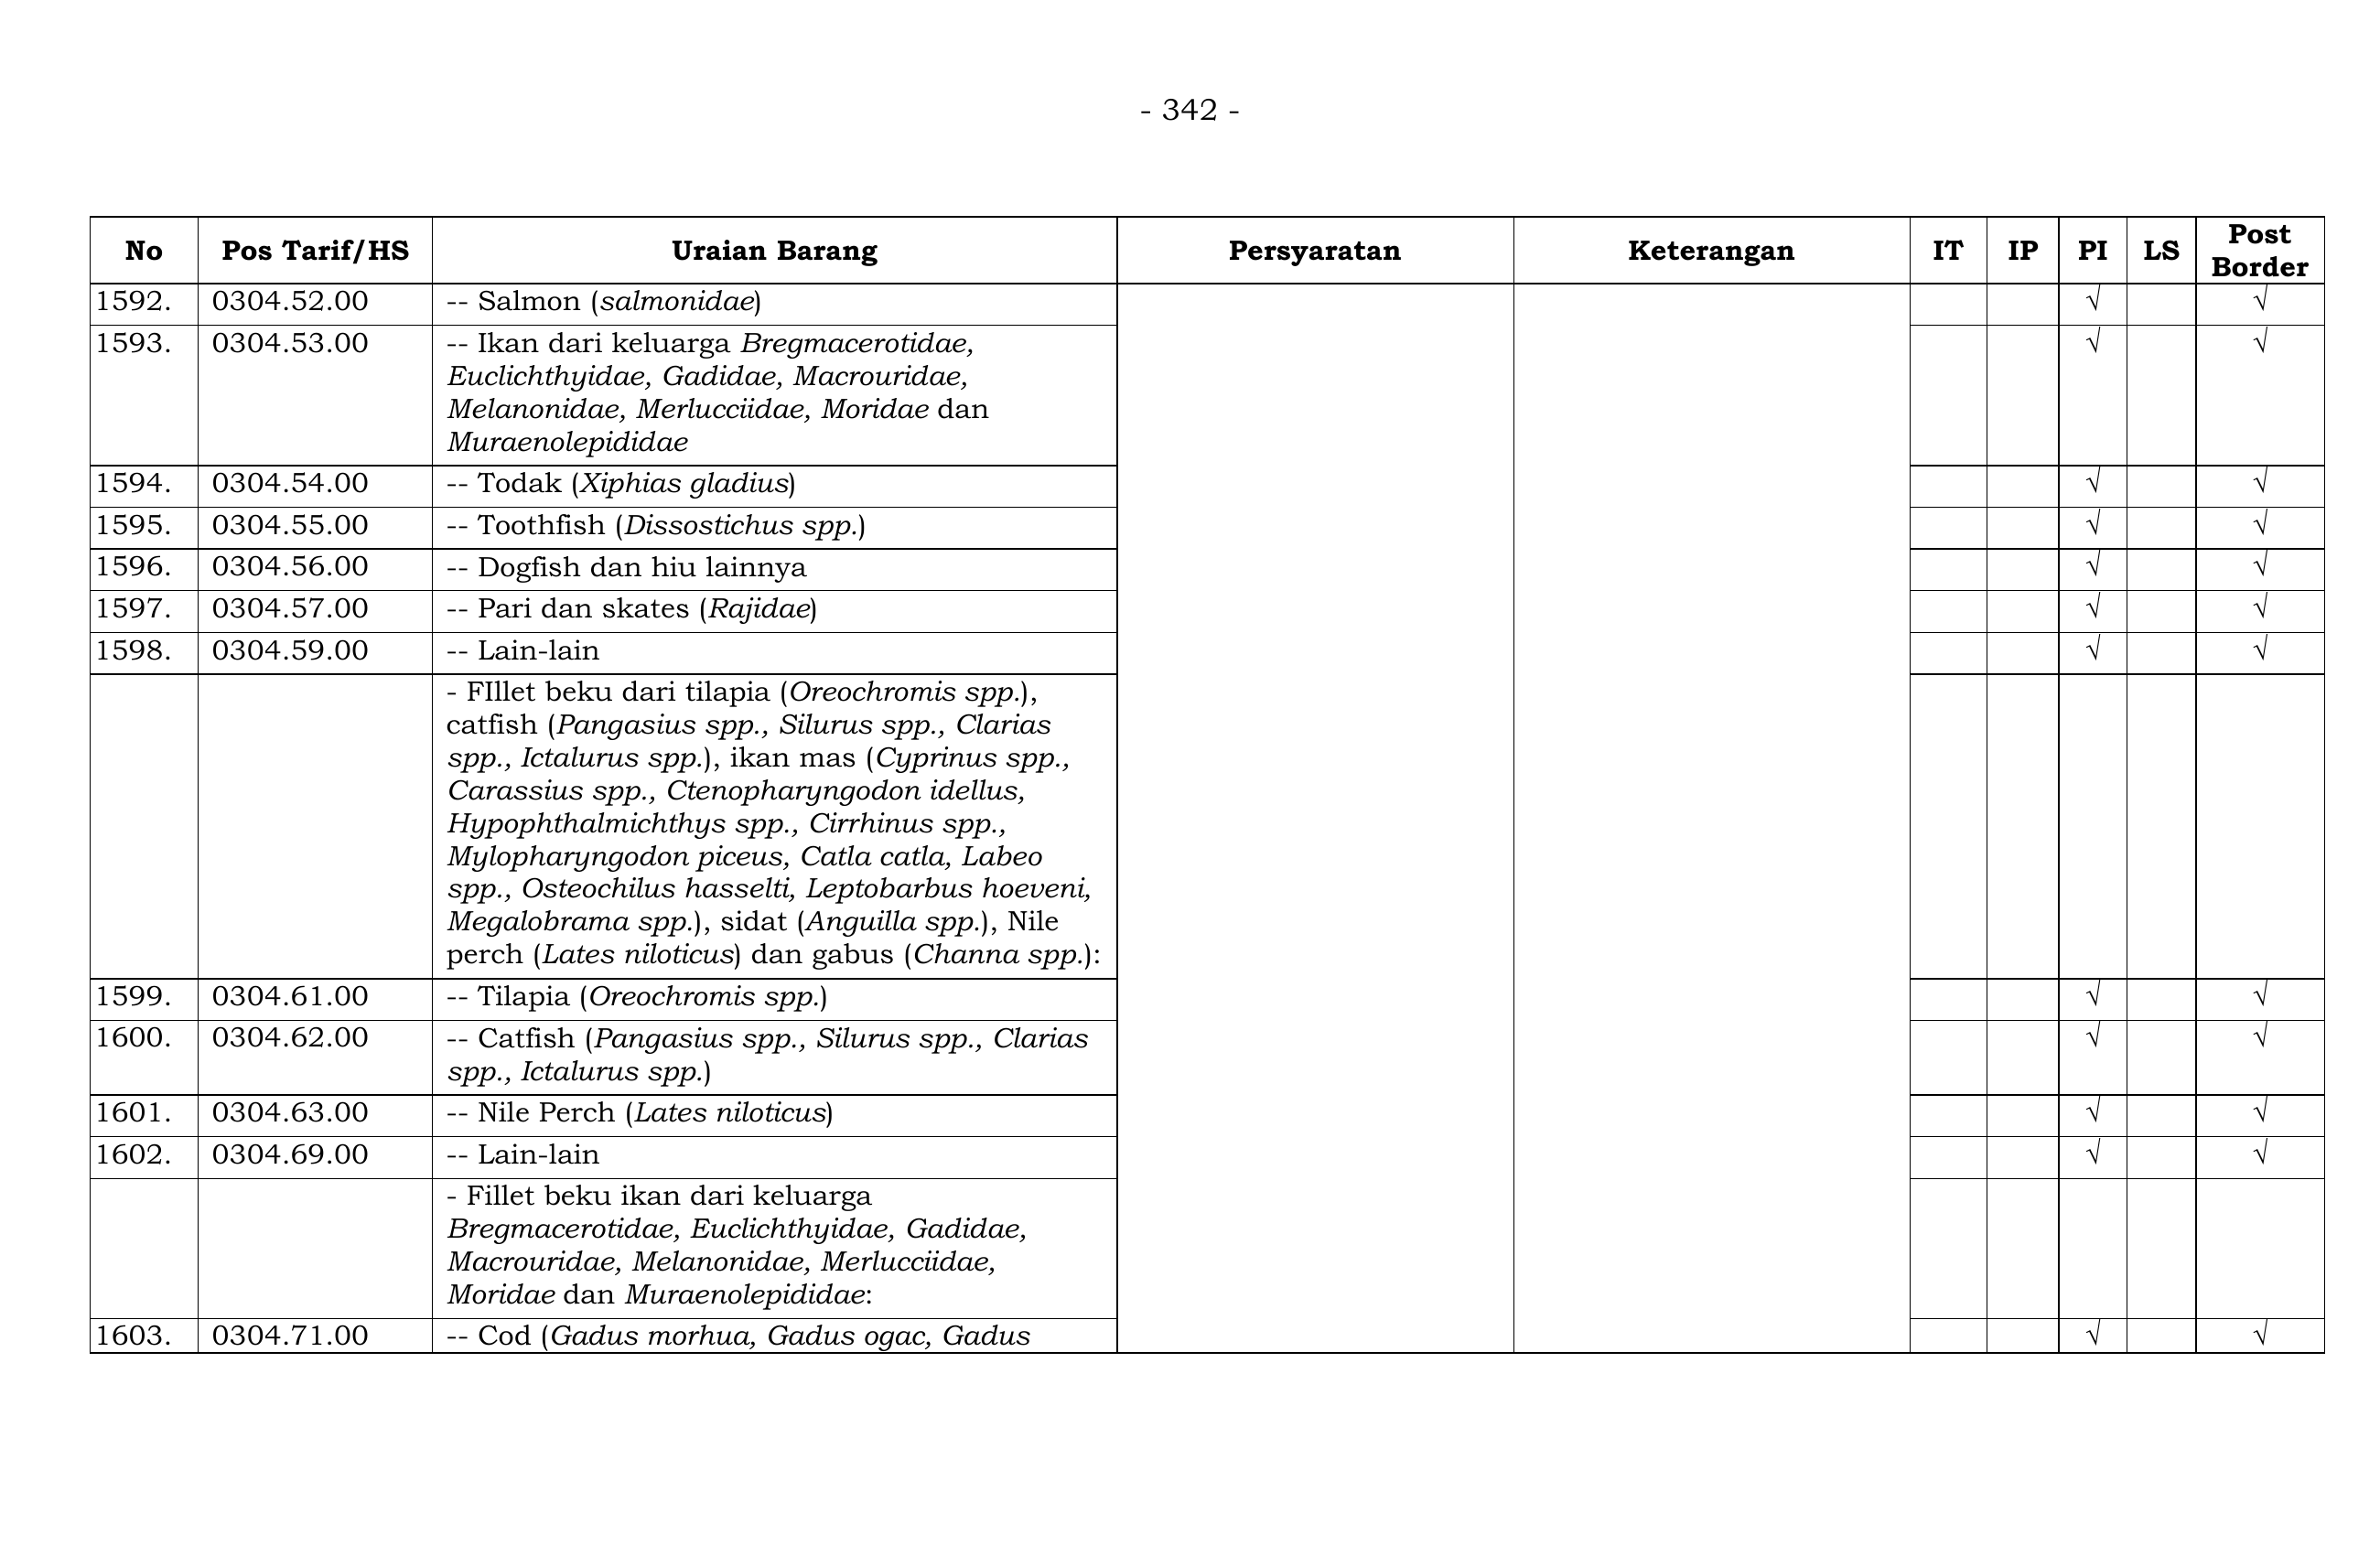 - 342 -
No Pos Tarif/HS Uraian Barang Persyaratan Keterangan IT IP PI LS Post Border
1592. 0304.52.00 -- Salmon (salmonidae) √ √
1593. 0304.53.00 -- Ikan dari keluarga Bregmacerotidae, √ √
Euclichthyidae, Gadidae, Macrouridae,
Melanonidae, Merlucciidae, Moridae dan
Muraenolepididae
1594. 0304.54.00 -- Todak (Xiphias gladius) √ √
1595. 0304.55.00 -- Toothfish (Dissostichus spp.) √ √
1596. 0304.56.00 -- Dogfish dan hiu lainnya √ √
1597. 0304.57.00 -- Pari dan skates (Rajidae) √ √
1598. 0304.59.00 -- Lain-lain √ √
- FIllet beku dari tilapia (Oreochromis spp.),
catfish (Pangasius spp., Silurus spp., Clarias
spp., Ictalurus spp.), ikan mas (Cyprinus spp.,
Carassius spp., Ctenopharyngodon idellus,
Hypophthalmichthys spp., Cirrhinus spp.,
Mylopharyngodon piceus, Catla catla, Labeo
spp., Osteochilus hasselti, Leptobarbus hoeveni,
Megalobrama spp.), sidat (Anguilla spp.), Nile
perch (Lates niloticus) dan gabus (Channa spp.):
1599. 0304.61.00 -- Tilapia (Oreochromis spp.) √ √
1600. 0304.62.00 -- Catfish (Pangasius spp., Silurus spp., Clarias √ √
spp., Ictalurus spp.)
1601. 0304.63.00 -- Nile Perch (Lates niloticus) √ √
1602. 0304.69.00 -- Lain-lain √ √
- Fillet beku ikan dari keluarga
Bregmacerotidae, Euclichthyidae, Gadidae,
Macrouridae, Melanonidae, Merlucciidae,
Moridae dan Muraenolepididae:
1603. 0304.71.00 -- Cod (Gadus morhua, Gadus ogac, Gadus √ √